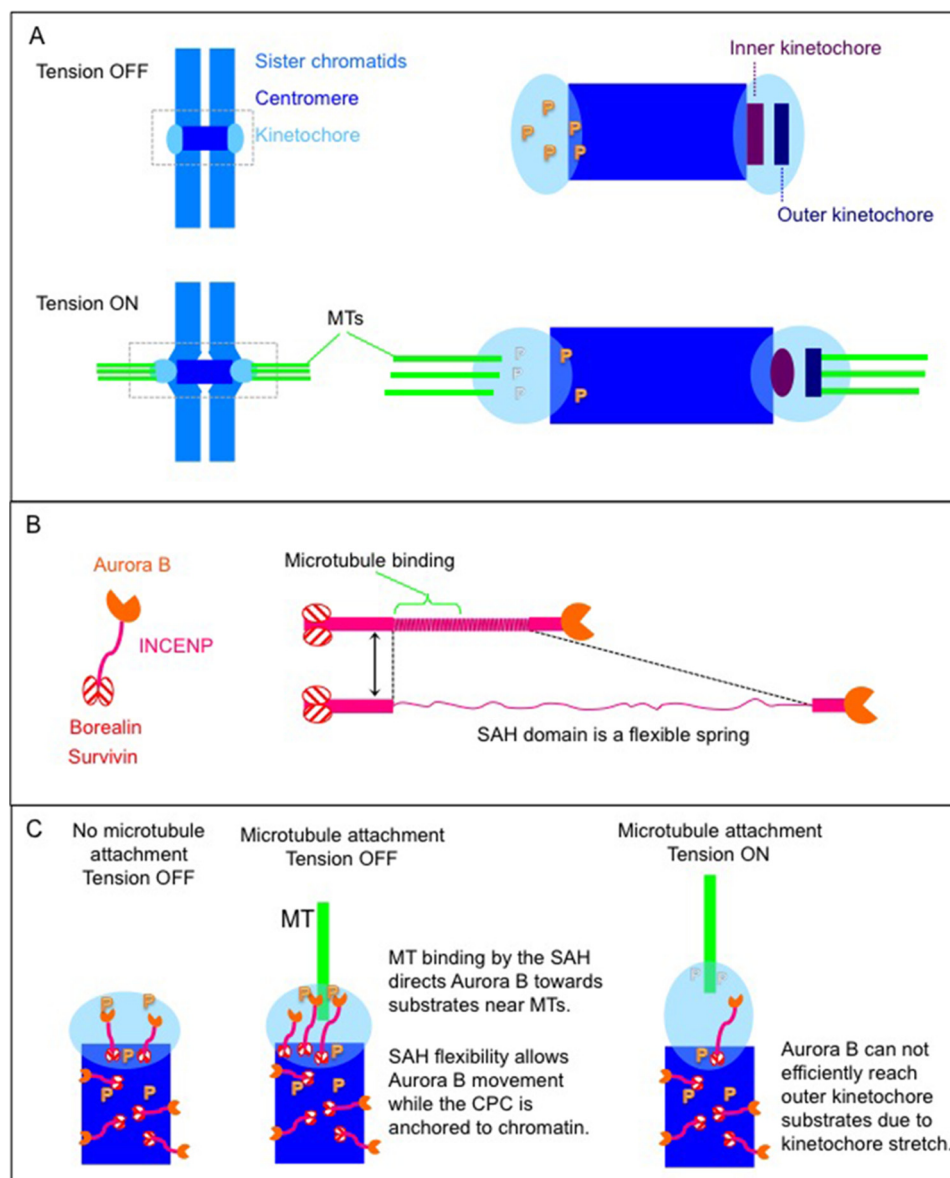 A
Tension OFF
Sister chromatids
Centromere
Kinetochore
P
P
P
P
P
Inner kinetochore
Outer kinetochore
Tension ON
MTs
P
P
P
P
P
B
Aurora B
INCENP
Borealin
Survivin
Microtubule binding
SAH domain is a flexible spring
C
No microtubule
attachment
Tension OFF
P
P
P
P
P
Microtubule attachment
Tension OFF
MT
P
P
P
P
P
MT binding by the SAH
directs Aurora B towards
substrates near MTs.
SAH flexibility allows
Aurora B movement
while the CPC is
anchored to chromatin.
Microtubule attachment
Tension ON
P
P
P
P
P
Aurora B can not
efficiently reach
outer kinetochore
substrates due to
kinetochore stretch.